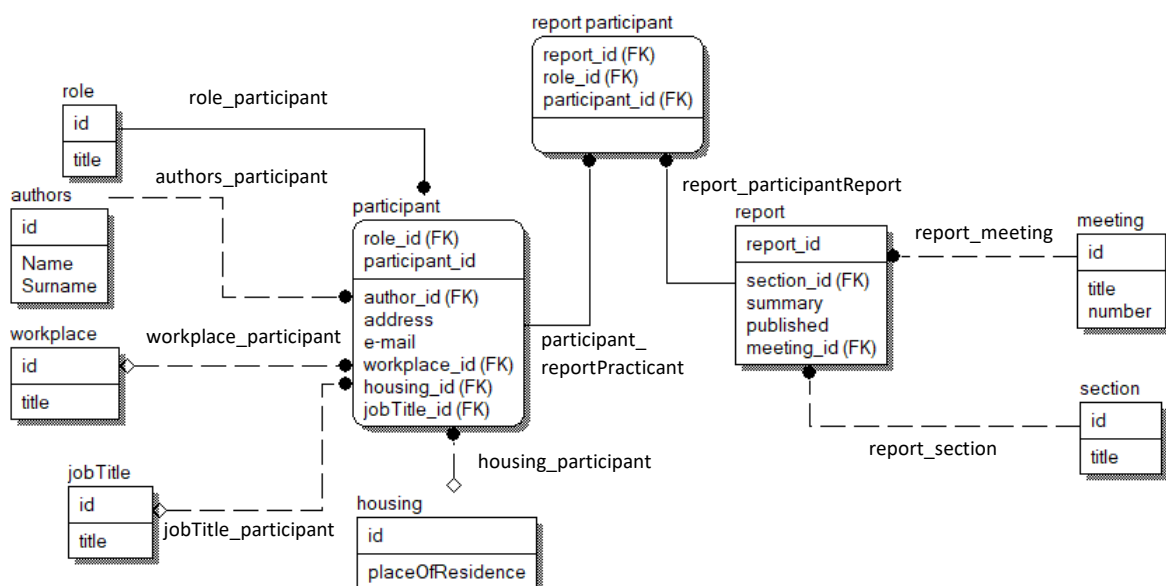 report participant
report_id (FK)
role_id (FK)
participant_id (FK)
role
id
title
role_participant
authors_participant
authors
id
Name
Surname
participant
role_id (FK)
participant_id
author_id (FK)
address
e-mail
workplace_id (FK)
housing_id (FK)
jobTitle_id (FK)
report_participantReport
report
report_id
section_id (FK)
summary
published
meeting_id (FK)
report_meeting
meeting
id
title
number
workplace
id
title
workplace_participant
participant_
reportPracticant
section
id
title
report_section
housing_participant
jobTitle
id
title
jobTitle_participant
housing
id
placeOfResidence